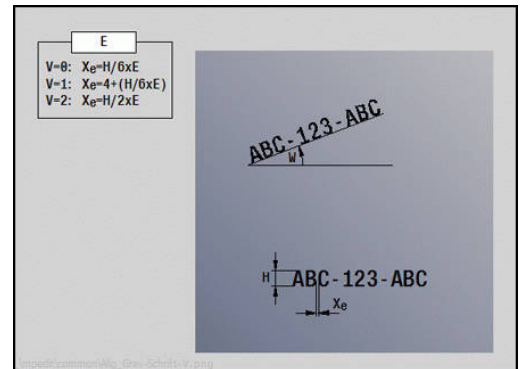 E
V=0: Xe=H/6xE
V=1: Xe=4+(H/6xE)
V=2: Xe=H/2xE
ABC-123-ABC
W
H
ABC-123-ABC
Xe